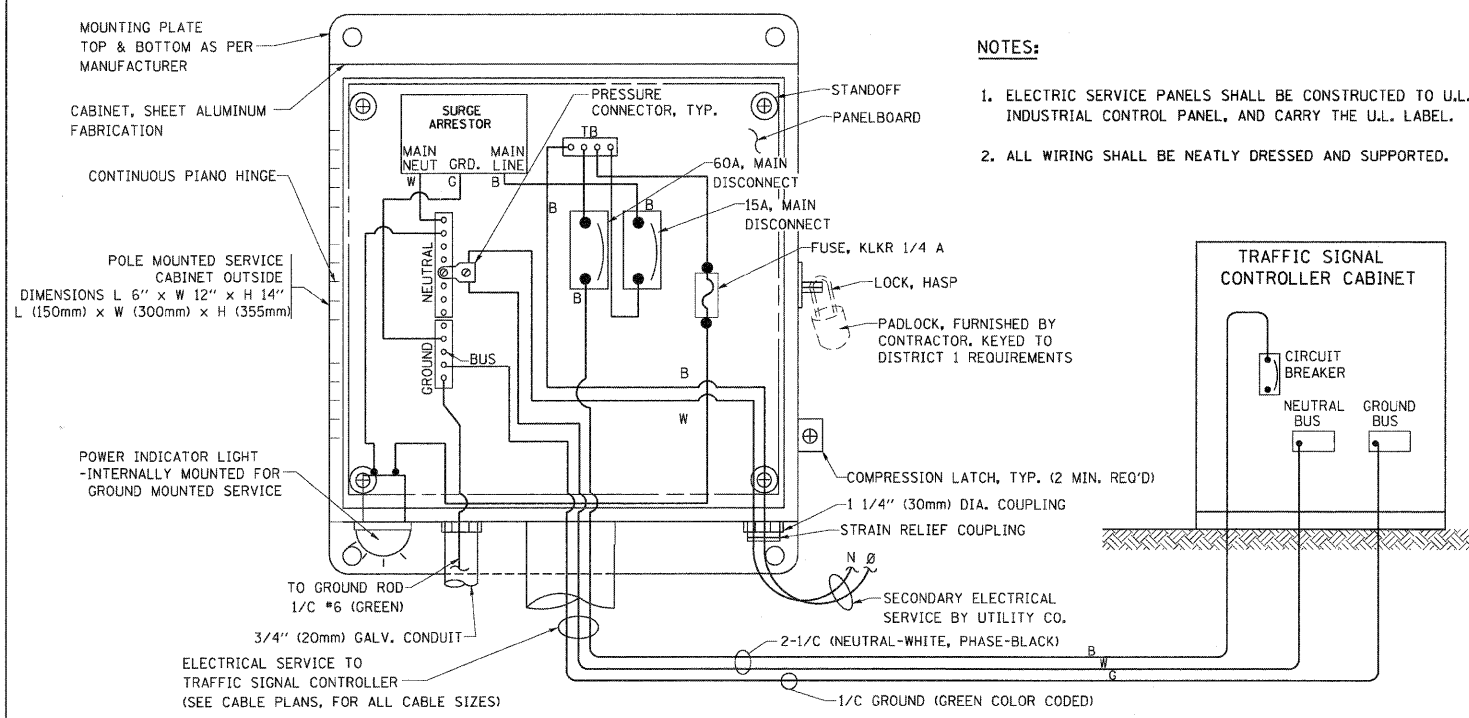 MOUNTING PLATE
TOP & BOTTOM AS PER
MANUFACTURER
CABINET, SHEET ALUMINUM
FABRICATION
CONTINUOUS PIANO HINGE
POLE MOUNTED SERVICE
CABINET OUTSIDE
DIMENSIONS L 6" x W 12" x H 14"
L (150mm) x W (300mm) x H (355mm)
POWER INDICATOR LIGHT
-INTERNALLY MOUNTED FOR
GROUND MOUNTED SERVICE
SURGE
ARRESTOR
MAIN
NEUT
GRD.
MAIN
LINE
W
G
B
PRESSURE
CONNECTOR, TYP.
TB
STANDOFF
PANELBOARD
60A, MAIN
DISCONNECT
15A, MAIN
DISCONNECT
B
B
B
FUSE, KLKR 1/4 A
LOCK, HASP
PADLOCK, FURNISHED BY
CONTRACTOR. KEYED TO
DISTRICT 1 REQUIREMENTS
NEUTRAL
GROUND
BUS
B
W
COMPRESSION LATCH, TYP. (2 MIN. REQ'D)
1 1/4" (30mm) DIA. COUPLING
STRAIN RELIEF COUPLING
N Ø
SECONDARY ELECTRICAL
SERVICE BY UTILITY CO.
TO GROUND ROD
1/C #6 (GREEN)
3/4" (20mm) GALV. CONDUIT
ELECTRICAL SERVICE TO
TRAFFIC SIGNAL CONTROLLER
(SEE CABLE PLANS, FOR ALL CABLE SIZES)
2-1/C (NEUTRAL-WHITE, PHASE-BLACK)
B
W
G
1/C GROUND (GREEN COLOR CODED)
NOTES:
1. ELECTRIC SERVICE PANELS SHALL BE CONSTRUCTED TO U.L.
INDUSTRIAL CONTROL PANEL, AND CARRY THE U.L. LABEL.
2. ALL WIRING SHALL BE NEATLY DRESSED AND SUPPORTED.
TRAFFIC SIGNAL
CONTROLLER CABINET
CIRCUIT
BREAKER
NEUTRAL
BUS
GROUND
BUS